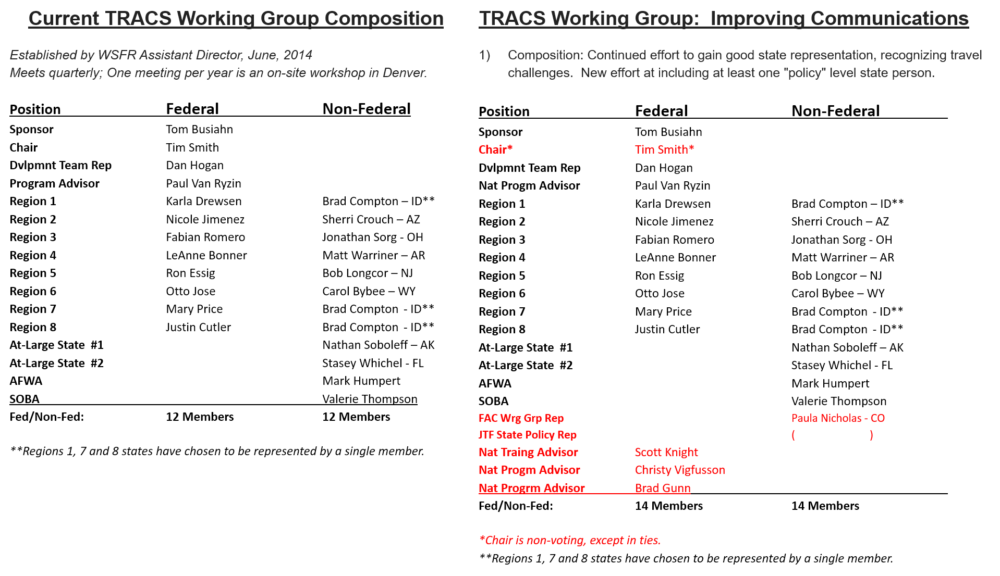 Current TRACS Working Group Composition
Established by WSFR Assistant Director, June, 2014
Meets quarterly; One meeting per year is an on-site workshop in Denver.
Position Federal Non-Federal
Sponsor Tom Busiahn
Chair Tim Smith
Dvlpmnt Team Rep Dan Hogan
Program Advisor Paul Van Ryzin
Region 1 Karla Drewsen Brad Compton – ID**
Region 2 Nicole Jimenez Sherri Crouch – AZ
Region 3 Fabian Romero Jonathan Sorg - OH
Region 4 LeAnne Bonner Matt Warriner – AR
Region 5 Ron Essig Bob Longcor – NJ
Region 6 Otto Jose Carol Bybee – WY
Region 7 Mary Price Brad Compton - ID**
Region 8 Justin Cutler Brad Compton - ID**
At-Large State #1 Nathan Soboleff – AK
At-Large State #2 Stasey Whichel - FL
AFWA Mark Humpert
SOBA Valerie Thompson
Fed/Non-Fed: 12 Members 12 Members
**Regions 1, 7 and 8 states have chosen to be represented by a single member.
TRACS Working Group: Improving Communications
1) Composition: Continued effort to gain good state representation, recognizing travel
challenges. New effort at including at least one "policy" level state person.
Position Federal Non-Federal
Sponsor Tom Busiahn
Chair* Tim Smith*
Dvlpmnt Team Rep Dan Hogan
Nat Progm Advisor Paul Van Ryzin
Region 1 Karla Drewsen Brad Compton – ID**
Region 2 Nicole Jimenez Sherri Crouch – AZ
Region 3 Fabian Romero Jonathan Sorg - OH
Region 4 LeAnne Bonner Matt Warriner – AR
Region 5 Ron Essig Bob Longcor – NJ
Region 6 Otto Jose Carol Bybee – WY
Region 7 Mary Price Brad Compton - ID**
Region 8 Justin Cutler Brad Compton - ID**
At-Large State #1 Nathan Soboleff – AK
At-Large State #2 Stasey Whichel - FL
AFWA Mark Humpert
SOBA Valerie Thompson
FAC Wrg Grp Rep Paula Nicholas - CO
JTF State Policy Rep ( )
Nat Traing Advisor Scott Knight
Nat Progm Advisor Christy Vigfusson
Nat Progrm Advisor Brad Gunn
Fed/Non-Fed: 14 Members 14 Members
*Chair is non-voting, except in ties.
**Regions 1, 7 and 8 states have chosen to be represented by a single member.